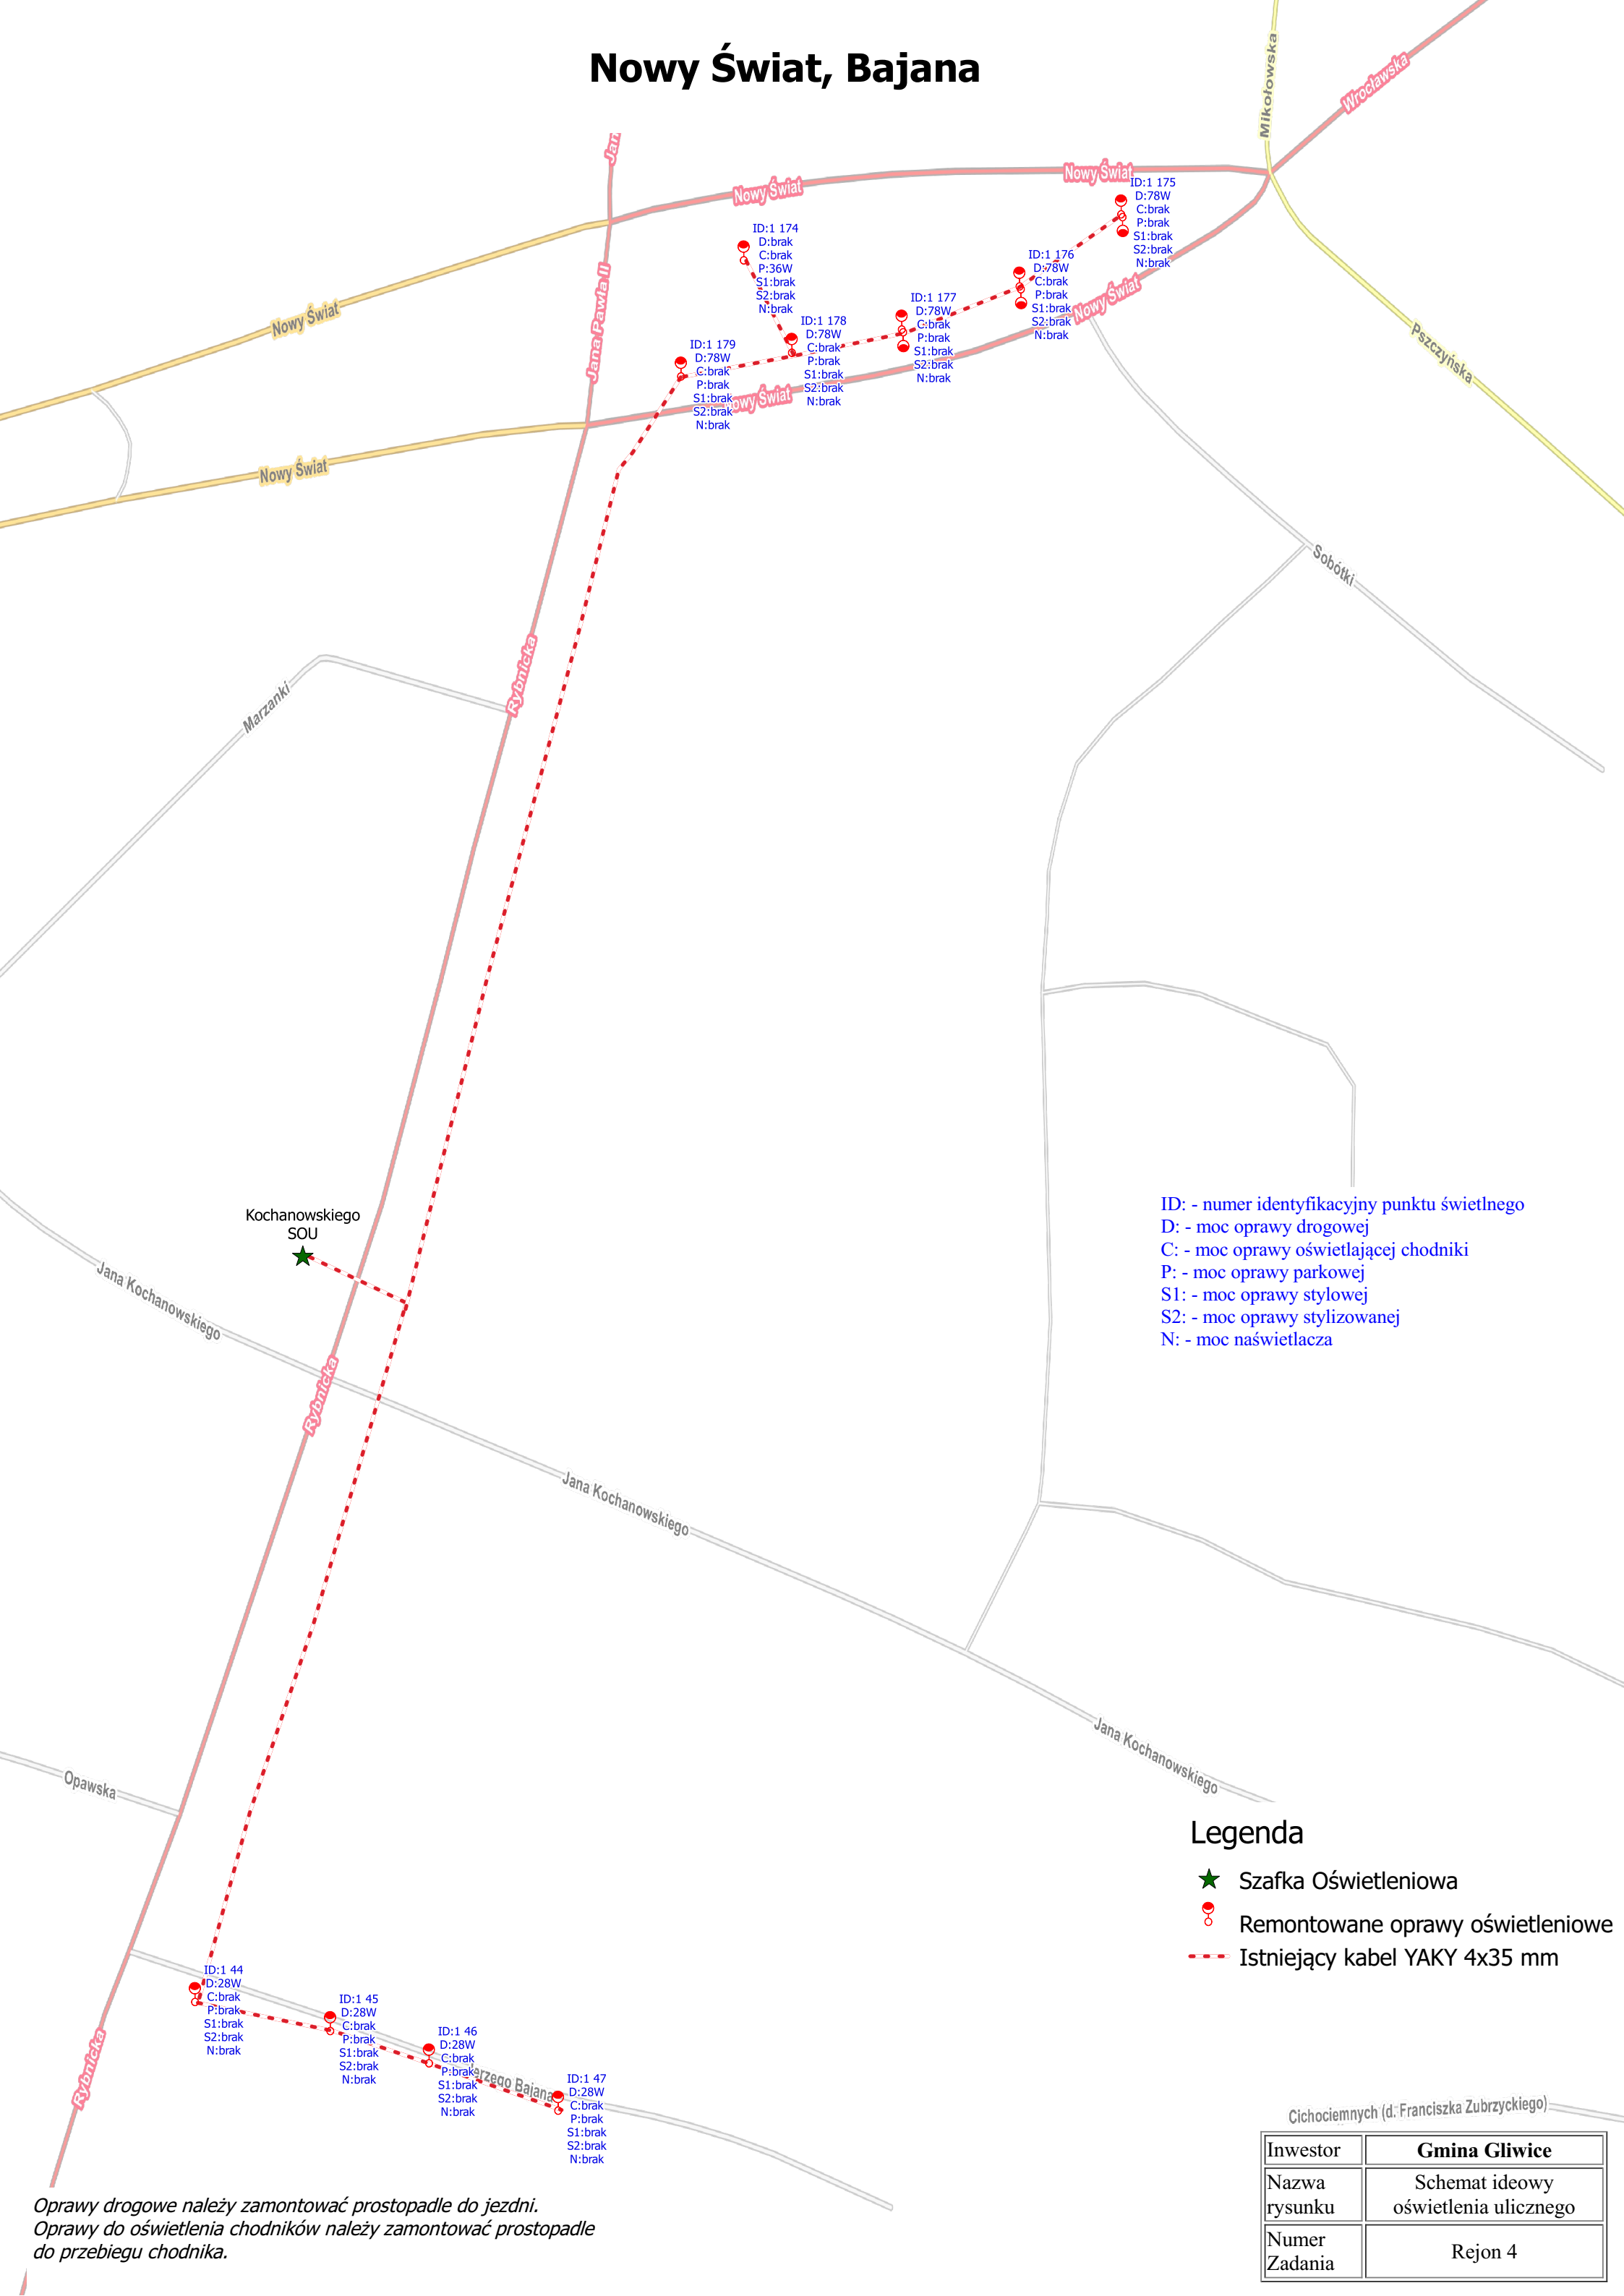 Nowy Świat, Bajana
Mikołowska
Wrocławska
Jan
Nowy Świat
Nowy Świat
ID:1 175
D:78W
C:brak
P:brak
S1:brak
S2:brak
N:brak
ID:1 174
D:brak
C:brak
P:36W
S1:brak
S2:brak
N:brak
ID:1 176
D:78W
C:brak
P:brak
S1:brak
S2:brak
N:brak
Jana Pawła II
Nowy Świat
Nowy Świat
ID:1 177
D:78W
C:brak
P:brak
S1:brak
S2:brak
N:brak
ID:1 178
D:78W
C:brak
P:brak
S1:brak
S2:brak
N:brak
ID:1 179
D:78W
C:brak
P:brak
S1:brak
S2:brak
N:brak
Pszczyńska
Nowy Świat
Nowy Świat
Sobótki
Rybnicka
Marzanki
Kochanowskiego
SOU
ID: - numer identyfikacyjny punktu świetlnego
D: - moc oprawy drogowej
C: - moc oprawy oświetlającej chodniki
P: - moc oprawy parkowej
S1: - moc oprawy stylowej
S2: - moc oprawy stylizowanej
N: - moc naświetlacza
Jana Kochanowskiego
Rybnicka
Jana Kochanowskiego
Jana Kochanowskiego
Opawska
Legenda
Szafka Oświetleniowa
Remontowane oprawy oświetleniowe
Istniejący kabel YAKY 4x35 mm
ID:1 44
D:28W
C:brak
P:brak
S1:brak
S2:brak
N:brak
ID:1 45
D:28W
C:brak
P:brak
S1:brak
S2:brak
N:brak
ID:1 46
D:28W
C:brak
P:brak
S1:brak
S2:brak
N:brak
Jerzego Bajana
ID:1 47
D:28W
C:brak
P:brak
S1:brak
S2:brak
N:brak
Rybnicka
Cichociemnych (d. Franciszka Zubrzyckiego)
Inwestor
Gmina Gliwice
Nazwa
rysunku
Schemat ideowy
oświetlenia ulicznego
Numer
Zadania
Rejon 4
Oprawy drogowe należy zamontować prostopadle do jezdni.
Oprawy do oświetlenia chodników należy zamontować prostopadle
do przebiegu chodnika.